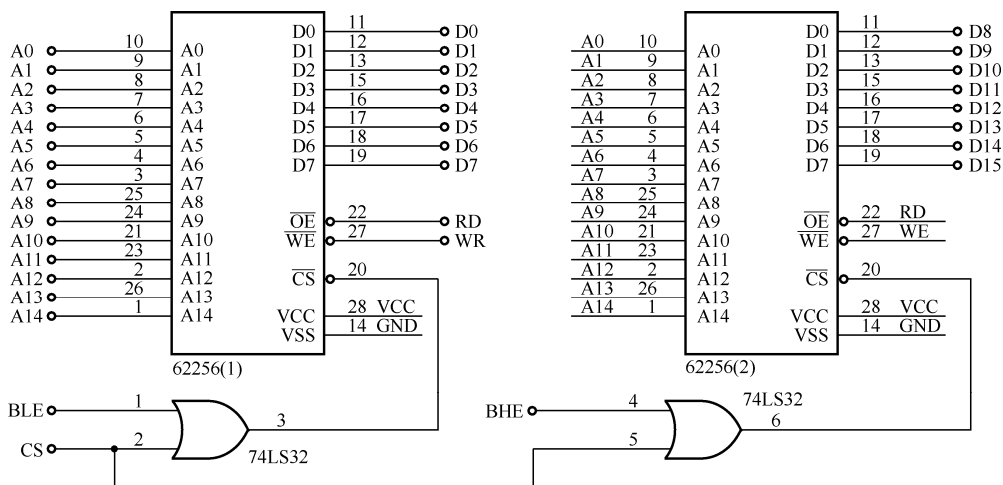 D0 11 D0
A0 10 A0 D1 12 D1
A1 9 A1 D2 13 D2
A2 8 A2 D3 15 D3
A3 7 A3 D4 16 D4
A4 6 A4 D5 17 D5
A5 5 A5 D6 18 D6
A6 4 A6 D7 19 D7
A7 3 A7
A8 25 A8
A9 24 A9 OE 22 RD
A10 21 A10 WE 27 WR
A11 23 A11
A12 2 A12 CS 20
A13 26 A13
A14 1 A14 VCC 28 VCC
VSS 14 GND
62256(1)
BLE 1
3
CS 2
74LS32
D0 11 D8
A0 10 A0 D1 12 D9
A1 9 A1 D2 13 D10
A2 8 A2 D3 15 D11
A3 7 A3 D4 16 D12
A4 6 A4 D5 17 D13
A5 5 A5 D6 18 D14
A6 4 A6 D7 19 D15
A7 3 A7
A8 25 A8
A9 24 A9 OE 22 RD
A10 21 A10 WE 27 WE
A11 23 A11
A12 2 A12 CS 20
A13 26 A13
A14 1 A14 VCC 28 VCC
VSS 14 GND
62256(2)
74LS32
BHE 4
6
5